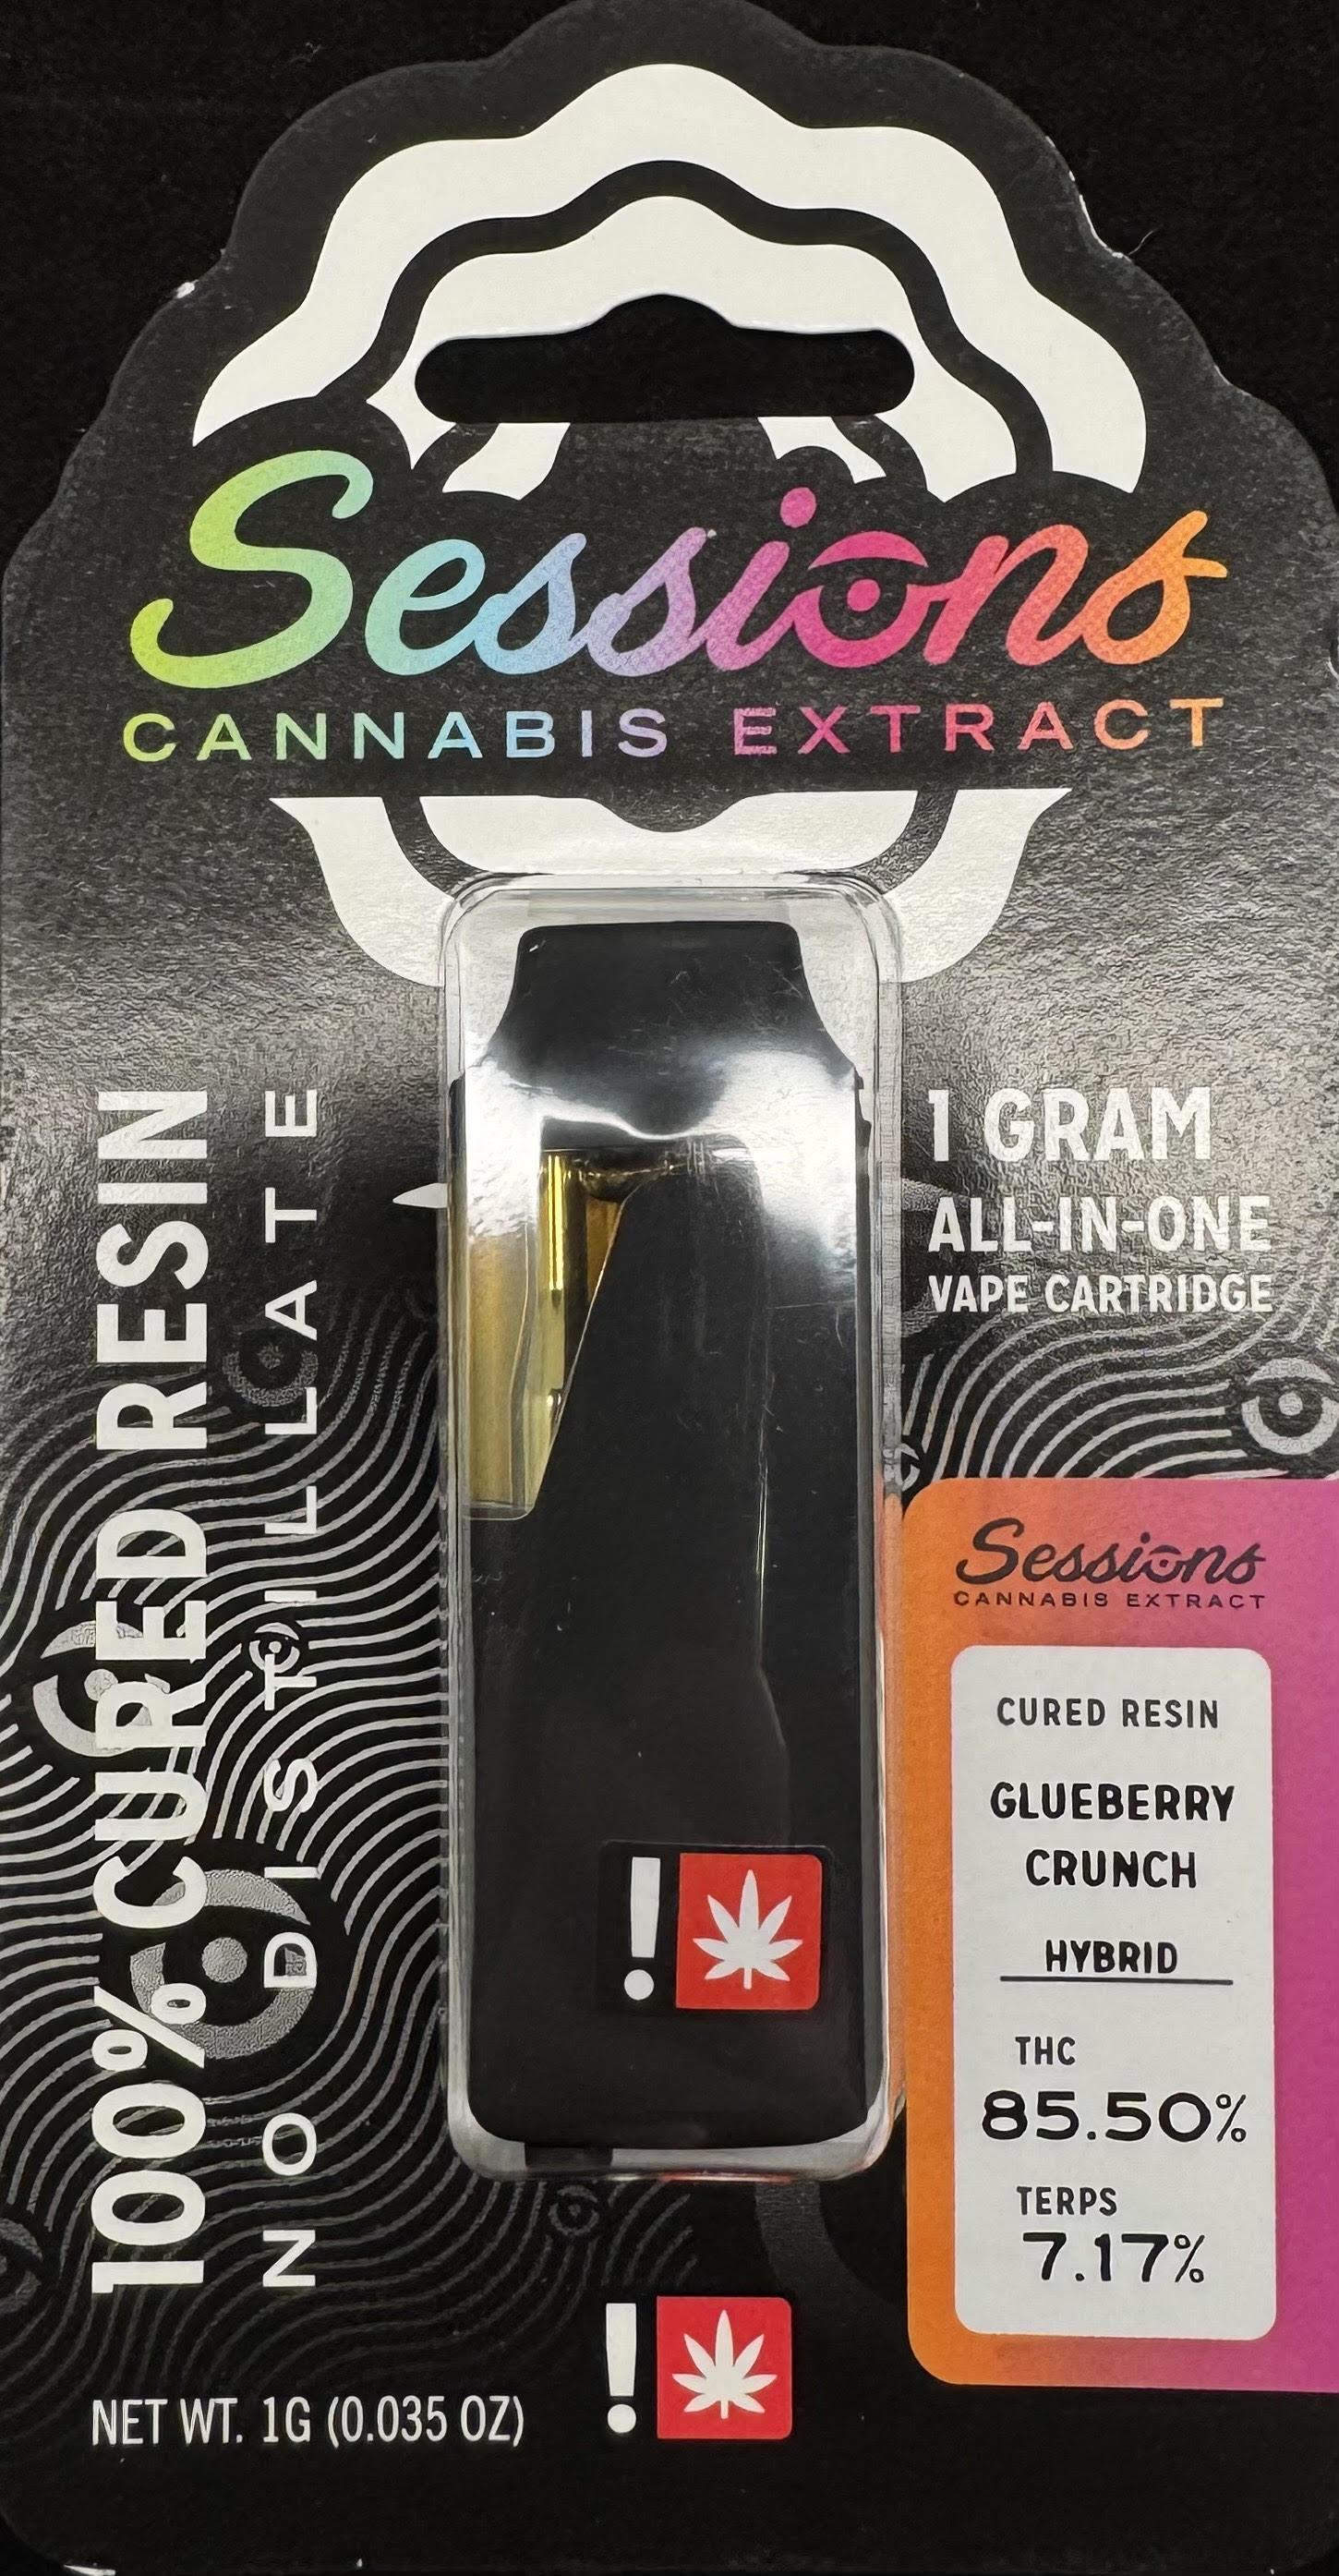 Sessions
CANNABIS EXTRACT
100% CURED RESIN
NO DISTILLATE
1 GRAM
ALL-IN-ONE
VAPE CARTRIDGE
Sessions
CANNABIS EXTRACT
CURED RESIN
GLUEBERRY
CRUNCH
HYBRID
THC
85.50%
TERPS
7.17%
!
!
NET WT. 1G (0.035 OZ)